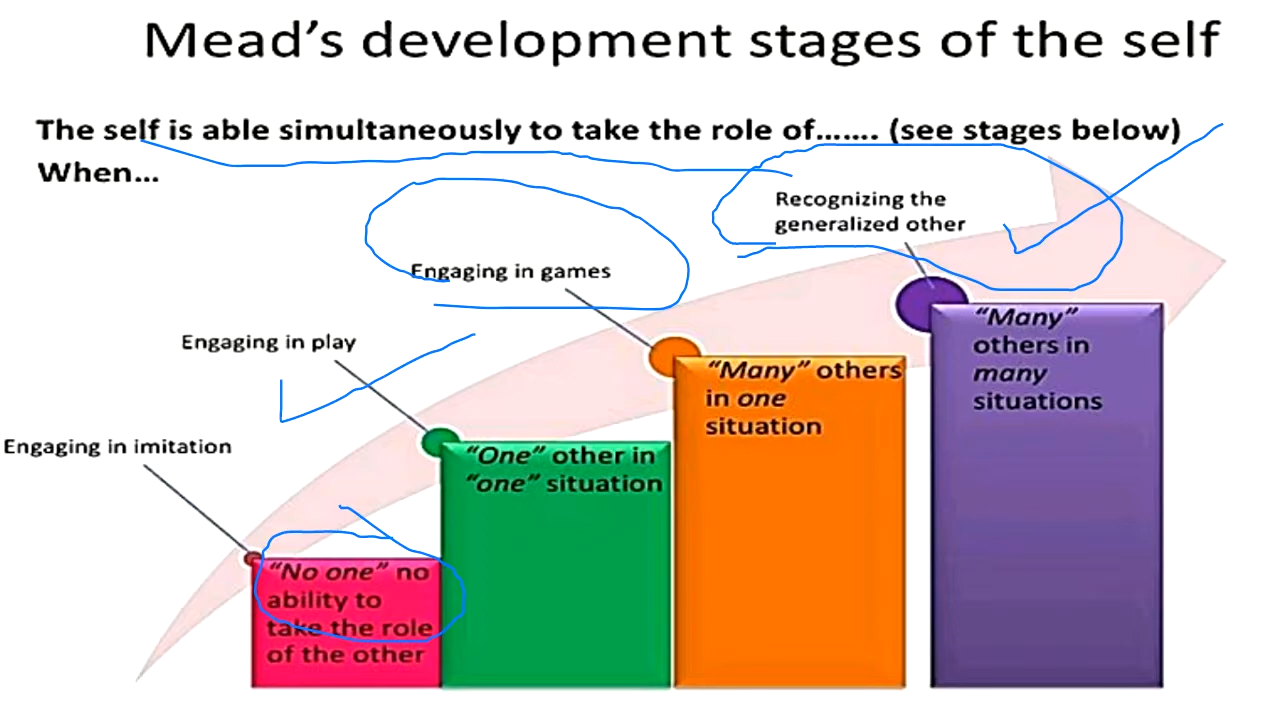 Mead’s development stages of the self
The self is able simultaneously to take the role of……. (see stages below)
When…
Recognizing the
generalized other
Engaging in games
Engaging in play
Engaging in imitation
“No one” no
ability to
take the role
of the other
“One” other in
“one” situation
“Many” others
in one
situation
“Many”
others in
many
situations